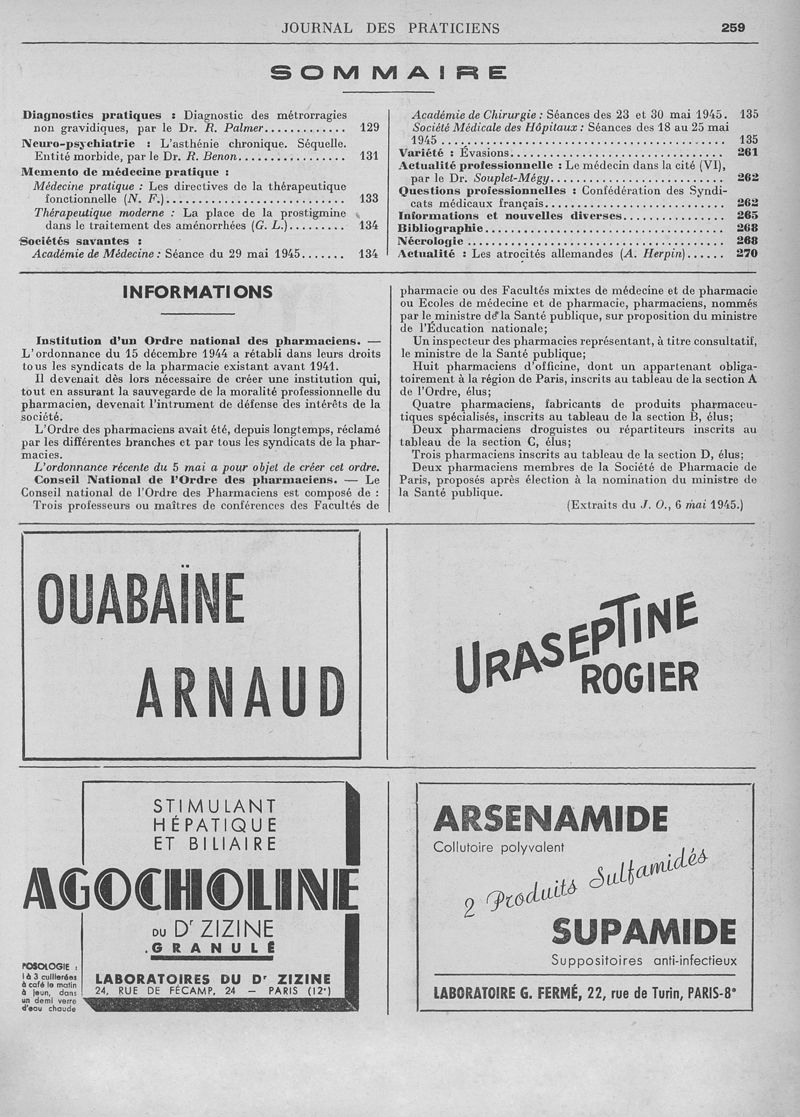 JOURNAL DES PRATICIENS 259
SOMMAIRE
Diagnostics pratiques : Diagnostic des métrorragies
non gravidiques, par le Dr. R. Palmer............. 129
Neuro-psychiatrie : L'asthénie chronique. Séquelle.
Entité morbide, par le Dr. R. Benon................. 131
Memento de médecine pratique :
Médecine pratique : Les directives de la thérapeutique
fonctionnelle (N. F.)............................ 133
Thérapeutique moderne : La place de la prostigmine
dans le traitement des aménorrhées (G. L.)......... 134
Sociétés savantes :
Académie de Médecine : Séance du 29 mai 1945....... 134
Académie de Chirurgie : Séances des 23 et 30 mai 1945. 135
Société Médicale des Hôpitaux : Séances des 18 au 25 mai
1945 ............................................. 135
Variété : Évasions.................................. 261
Actualité professionnelle : Le médecin dans la cité (VI),
par le Dr. Souplet-Mégy........................... 262
Questions professionnelles : Confédération des Syndi-
cats médicaux français............................ 262
Informations et nouvelles diverses................ 265
Bibliographie...................................... 268
Nécrologie ......................................... 268
Actualité : Les atrocités allemandes (A. Herpin)...... 270
INFORMATIONS
Institution d'un Ordre national des pharmaciens. —
L'ordonnance du 15 décembre 1944 a rétabli dans leurs droits
tous les syndicats de la pharmacie existant avant 1941.
Il devenait dès lors nécessaire de créer une institution qui,
tout en assurant la sauvegarde de la moralité professionnelle du
pharmacien, devenait l'intrument de défense des intérêts de la
société.
L'Ordre des pharmaciens avait été, depuis longtemps, réclamé
par les différentes branches et par tous les syndicats de la phar-
macies.
L'ordonnance récente du 5 mai a pour objet de créer cet ordre.
Conseil National de l'Ordre des pharmaciens. — Le
Conseil national de l'Ordre des Pharmaciens est composé de :
Trois professeurs ou maîtres de conférences des Facultés de
pharmacie ou des Facultés mixtes de médecine et de pharmacie
ou Ecoles de médecine et de pharmacie, pharmaciens, nommés
par le ministre de la Santé publique, sur proposition du ministre
de l'Éducation nationale;
Un inspecteur des pharmacies représentant, à titre consultatif,
le ministre de la Santé publique;
Huit pharmaciens d'officine, dont un appartenant obliga-
toirement à la région de Paris, inscrits au tableau de la section A
de l'Ordre, élus;
Quatre pharmaciens, fabricants de produits pharmaceu-
tiques spécialisés, inscrits au tableau de la section B, élus;
Deux pharmaciens droguistes ou répartiteurs inscrits au
tableau de la section C, élus;
Trois pharmaciens inscrits au tableau de la section D, élus;
Deux pharmaciens membres de la Société de Pharmacie de
Paris, proposés après élection à la nomination du ministre de
la Santé publique.
(Extraits du J. O., 6 mai 1945.)
OUABAÏNE
ARNAUD
URASEPTINE
ROGIER
STIMULANT
HÉPATIQUE
ET BILIAIRE
AGOCHOLINE
DU Dr ZIZINE
.GRANULÉ
POSOLOGIE :
1 à 3 cuillerées
à café le matin
à jeun, dans
un demi verre
d'eau chaude
LABORATOIRES DU Dr ZIZINE
24, RUE DE FÉCAMP, 24 — PARIS (12e)
ARSENAMIDE
Collutoire polyvalent
2 Produits Sulfamidés
SUPAMIDE
Suppositoires anti-infectieux
LABORATOIRE G. FERMÉ, 22, rue de Turin, PARIS-8e